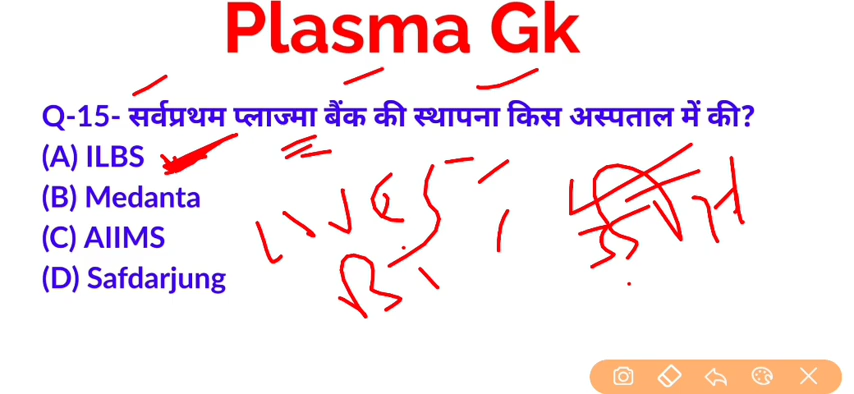 Plasma Gk
Q-15- सर्वप्रथम प्लाज्मा बैंक की स्थापना किस अस्पताल में की?
(A) ILBS
(B) Medanta
(C) AIIMS
(D) Safdarjung